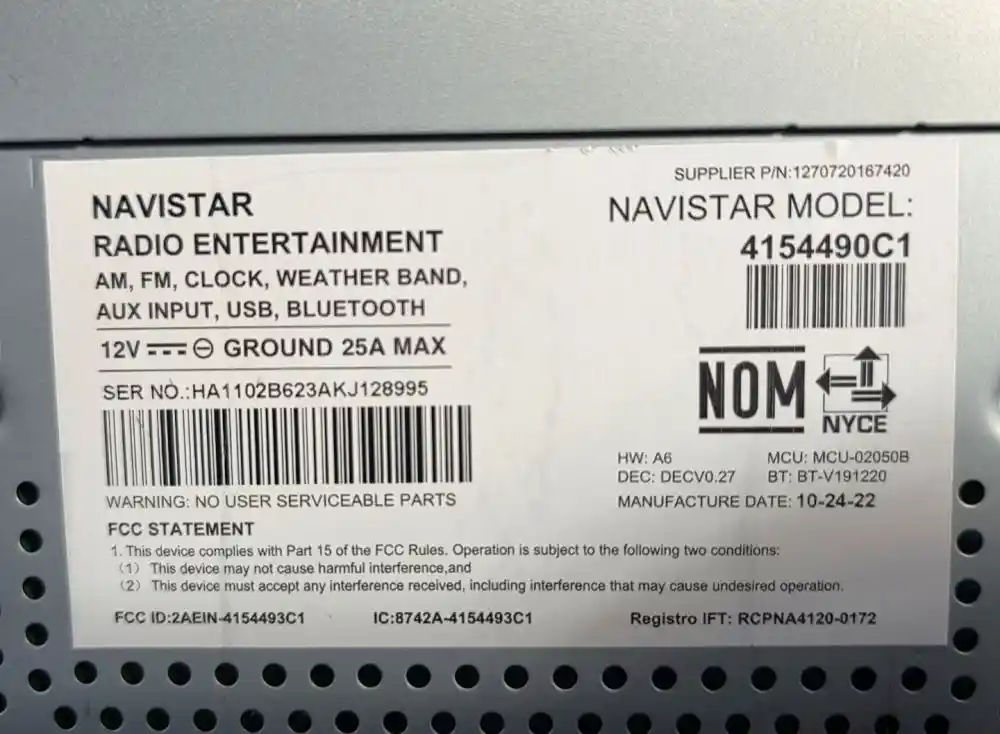 SUPPLIER P/N:1270720167420
NAVISTAR
RADIO ENTERTAINMENT
AM, FM, CLOCK, WEATHER BAND,
AUX INPUT, USB, BLUETOOTH
12V GROUND 25A MAX
NAVISTAR MODEL:
4154490C1
SER NO.:HA1102B623AKJ128995
WARNING: NO USER SERVICEABLE PARTS
NOM
NYCE
HW: A6 MCU: MCU-02050B
DEC: DECV0.27 BT: BT-V191220
MANUFACTURE DATE: 10-24-22
FCC STATEMENT
1. This device complies with Part 15 of the FCC Rules. Operation is subject to the following two conditions:
（1） This device may not cause harmful interference,and
（2） This device must accept any interference received, including interference that may cause undesired operation.
FCC ID:2AEIN-4154493C1 IC:8742A-4154493C1 Registro IFT: RCPNA4120-0172